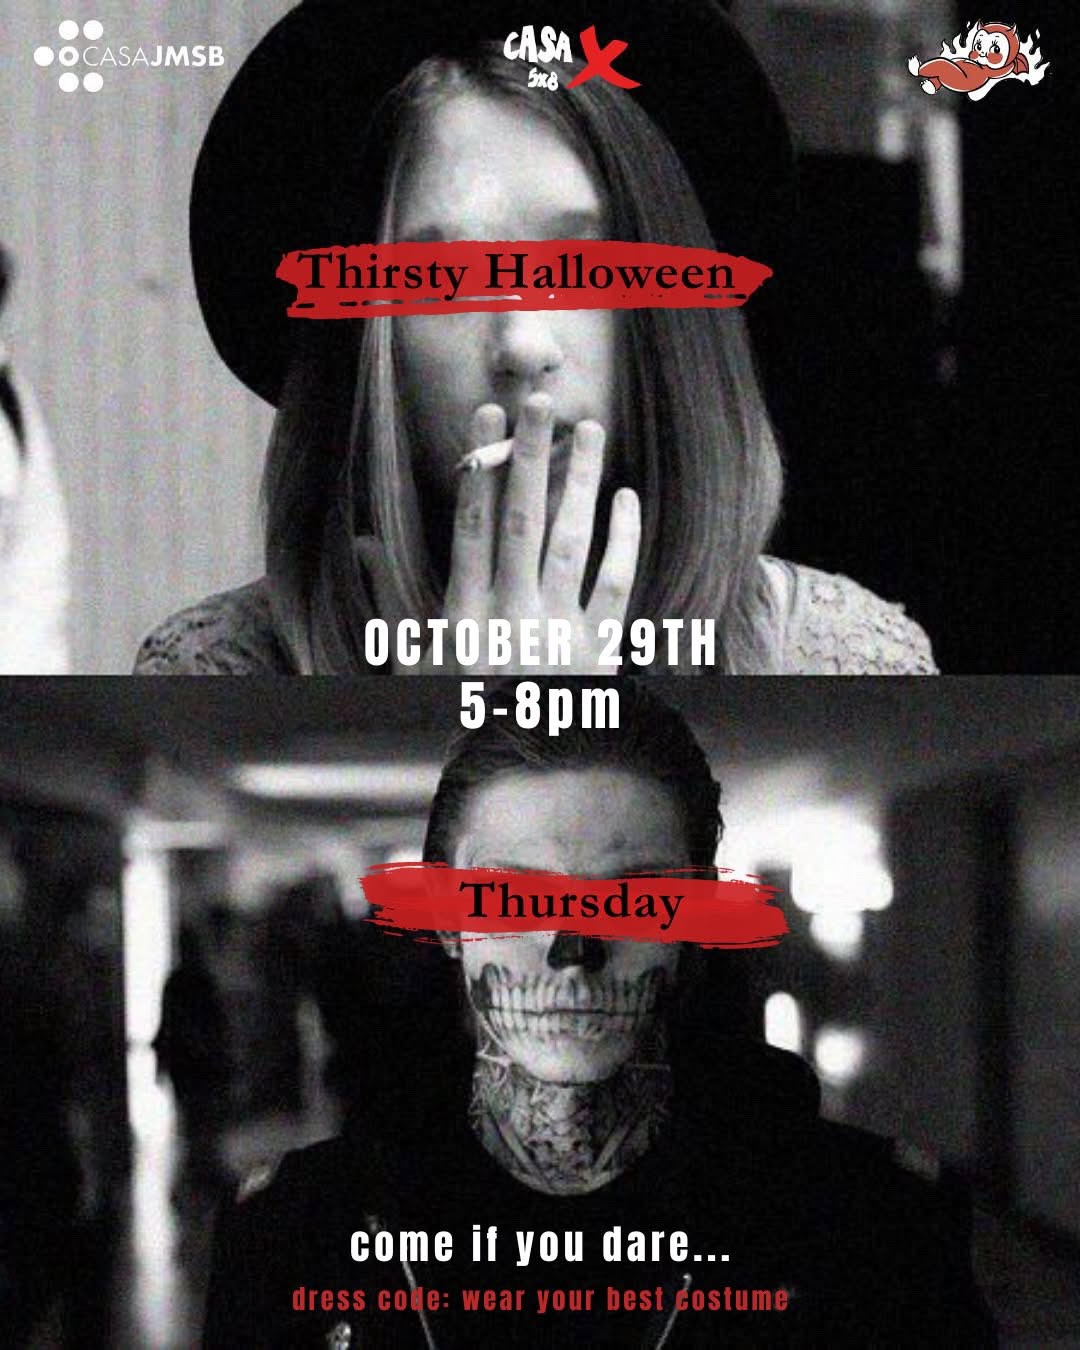 CASAJMSB
CASA X
5x8
Thirsty Halloween
OCTOBER 29TH
5-8pm
Thursday
come if you dare...
dress code: wear your best costume